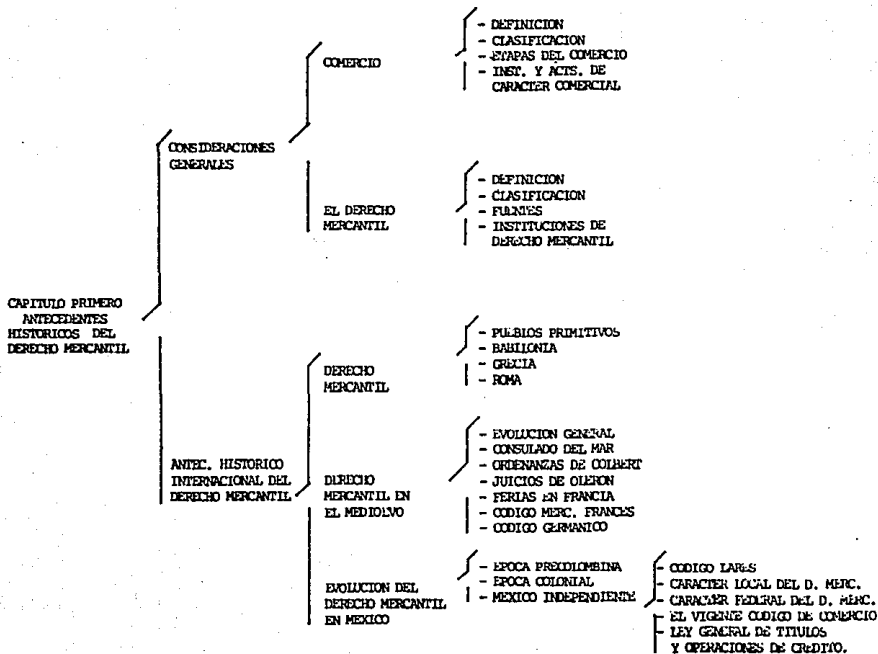 COMERCIO
- DEFINICION
- CLASIFICACION
- ETAPAS DEL COMERCIO
- INST. Y ACTS. DE
CARACTER COMERCIAL
CONSIDERACIONES
GENERALES
EL DERECHO
MERCANTIL
- DEFINICION
- CLASIFICACION
- FUENTES
- INSTITUCIONES DE
DERECHO MERCANTIL
CAPITULO PRIMERO
ANTECEDENTES
HISTORICOS DEL
DERECHO MERCANTIL
DERECHO
MERCANTIL
- PUEBLOS PRIMITIVOS
- BABILONIA
- GRECIA
- ROMA
ANTEC. HISTORICO
INTERNACIONAL DEL
DERECHO MERCANTIL
DERECHO
MERCANTIL EN
EL MEDIOEVO
- EVOLUCION GENERAL
- CONSULADO DEL MAR
- ORDENANZAS DE COLBERT
- JUICIOS DE OLERON
- FERIAS EN FRANCIA
- CODIGO MERC. FRANCES
- CODIGO GERMANICO
EVOLUCION DEL
DERECHO MERCANTIL
EN MEXICO
- EPOCA PRECOLOMBINA
- EPOCA COLONIAL
- MEXICO INDEPENDIENTE
- CODIGO LARES
- CARACTER LOCAL DEL D. MERC.
- CARACTER FEDERAL DEL D. MERC.
- EL VIGENTE CODIGO DE COMERCIO
- LEY GENERAL DE TITULOS
Y OPERACIONES DE CREDITO.